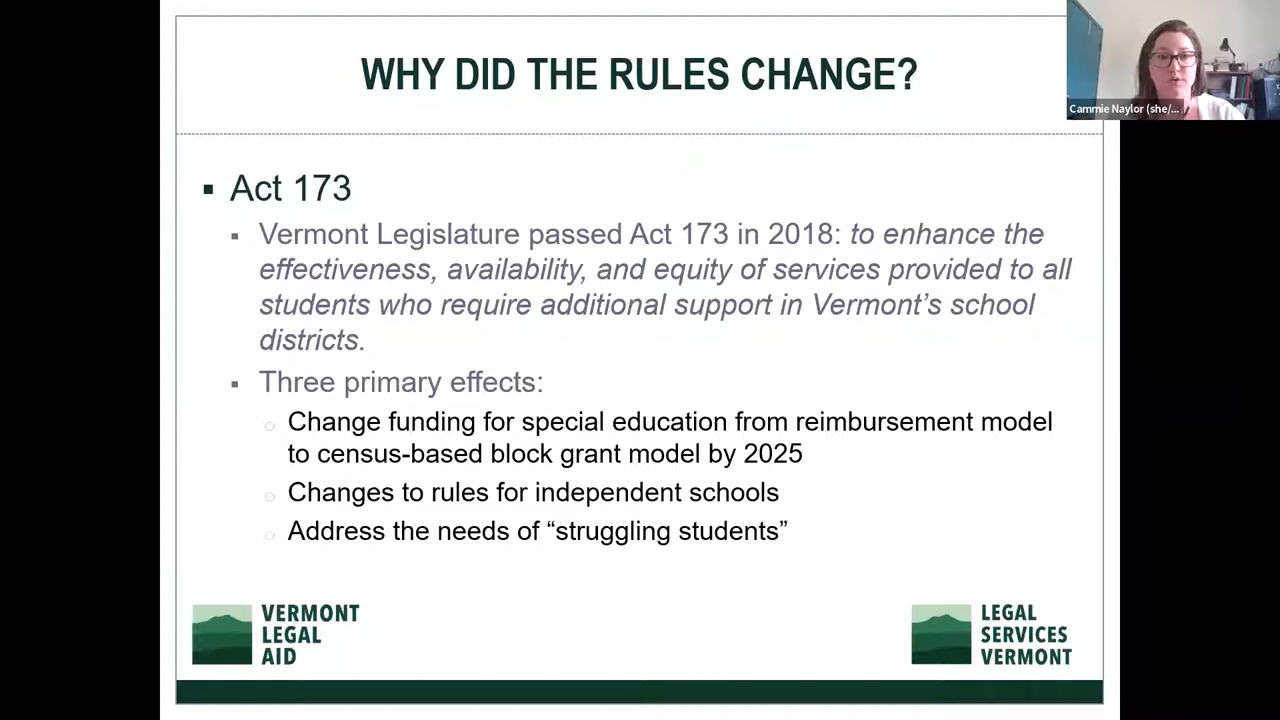 WHY DID THE RULES CHANGE?
Cammie Naylor (she/...
▪ Act 173
▪ Vermont Legislature passed Act 173 in 2018: to enhance the
effectiveness, availability, and equity of services provided to all
students who require additional support in Vermont’s school
districts.
▪ Three primary effects:
○ Change funding for special education from reimbursement model
to census-based block grant model by 2025
○ Changes to rules for independent schools
○ Address the needs of “struggling students”
VERMONT
LEGAL
AID
LEGAL
SERVICES
VERMONT